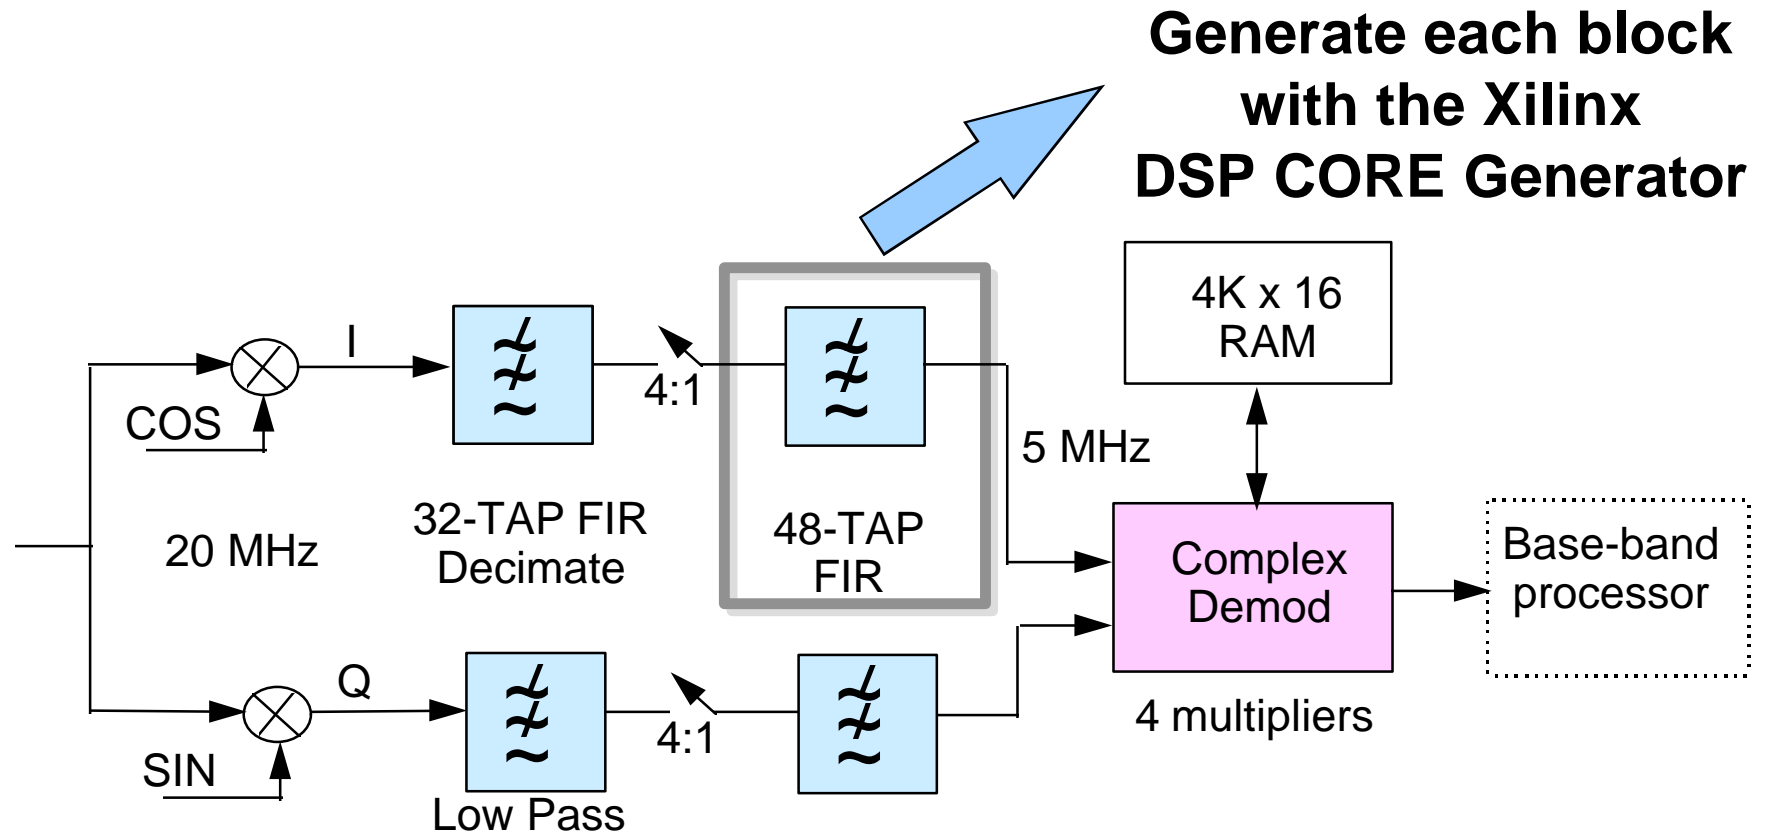 Generate each block
with the Xilinx
DSP CORE Generator
4K x 16
RAM
I
4:1
COS
5 MHz
32-TAP FIR
Decimate
48-TAP
FIR
20 MHz
Complex
Demod
Base-band
processor
Q
4:1
4 multipliers
SIN
Low Pass